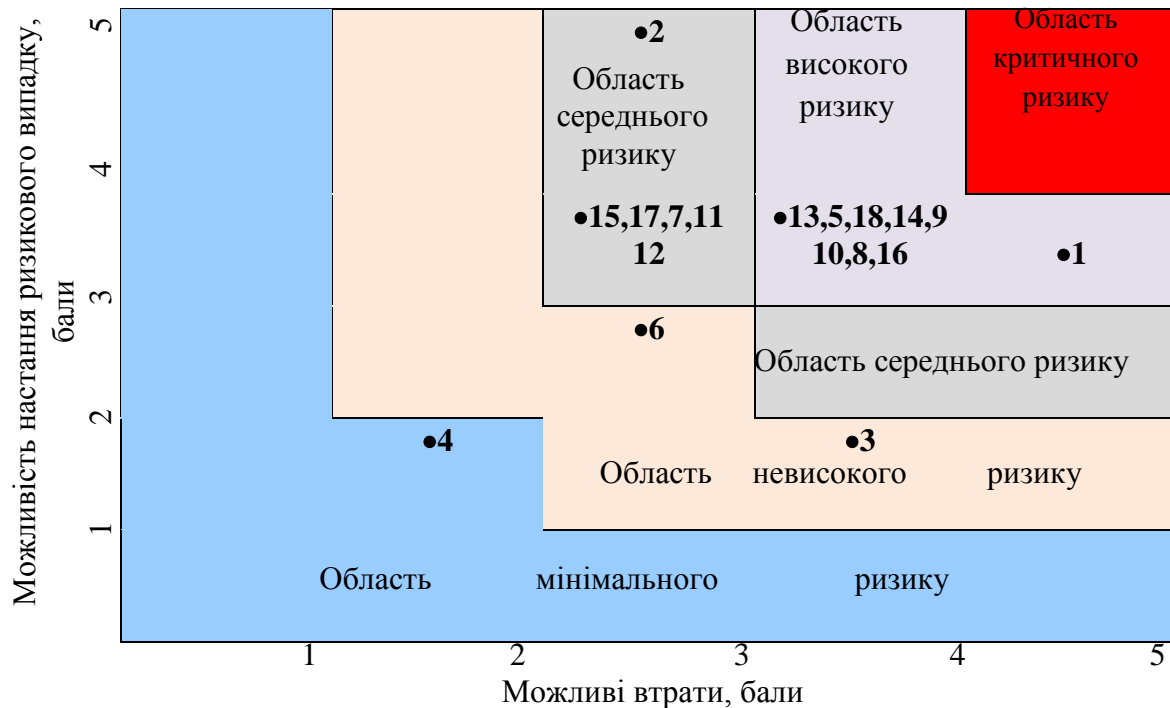 Можливість настання ризикового випадку,
бали
5
4
3
2
1
•2
Область
середнього
ризику
Область
високого
ризику
Область
критичного
ризику
•15,17,7,11
12
•13,5,18,14,9
10,8,16
•1
•6
Область середнього ризику
•4
•3
Область невисокого ризику
Область мінімального ризику
1 2 3 4 5
Можливі втрати, бали